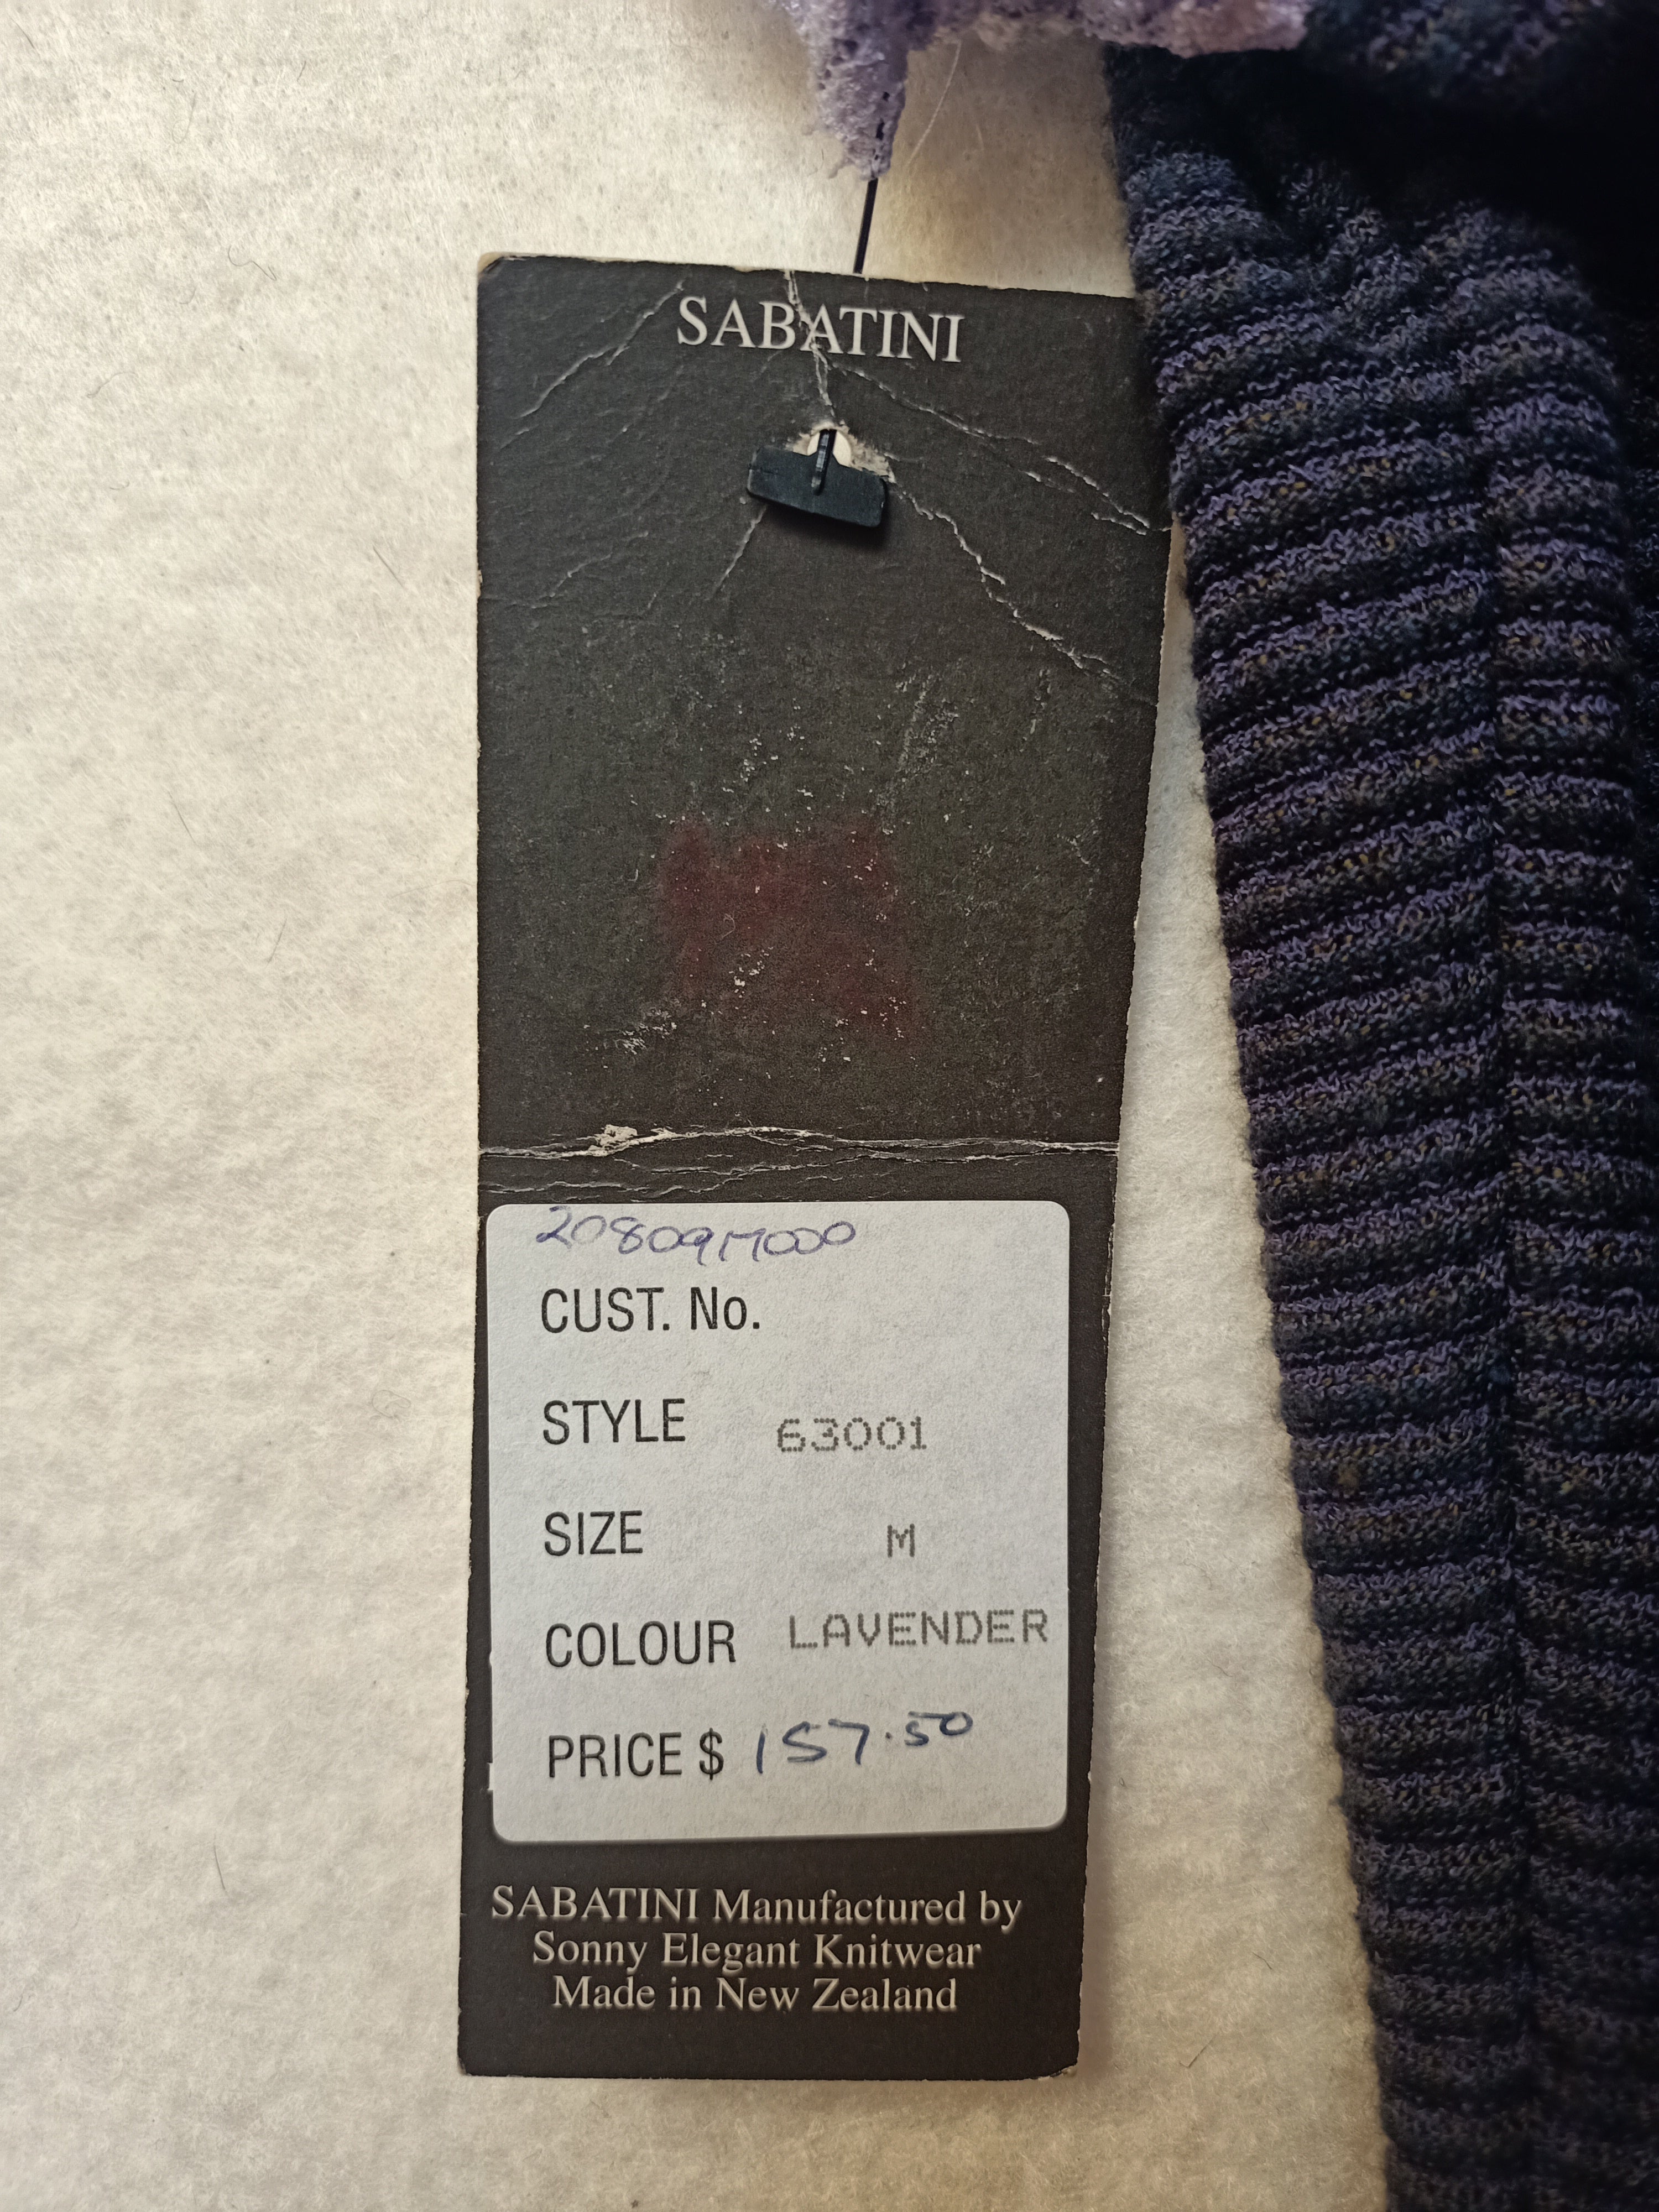 SABATINI
2080917000
CUST. No.
STYLE 63001
SIZE M
COLOUR LAVENDER
PRICE $ 157.50
SABATINI Manufactured by
Sonny Elegant Knitwear
Made in New Zealand